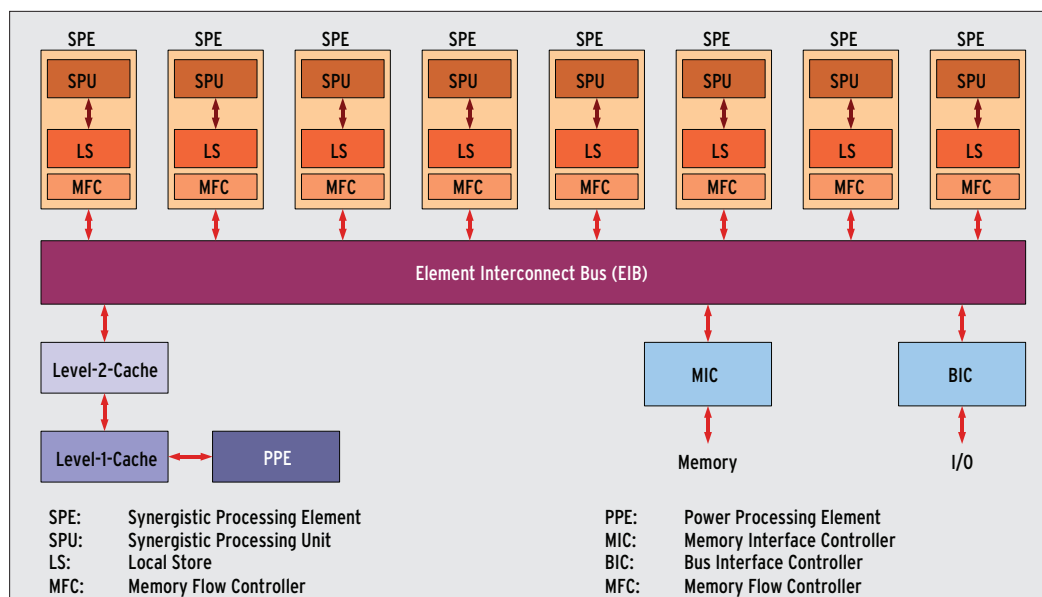 SPE SPE SPE SPE SPE SPE SPE SPE
SPU SPU SPU SPU SPU SPU SPU SPU
LS LS LS LS LS LS LS LS
MFC MFC MFC MFC MFC MFC MFC MFC
Element Interconnect Bus (EIB)
Level-2-Cache MIC BIC
Level-1-Cache PPE Memory I/O
SPE: Synergistic Processing Element PPE: Power Processing Element
SPU: Synergistic Processing Unit MIC: Memory Interface Controller
LS: Local Store BIC: Bus Interface Controller
MFC: Memory Flow Controller MFC: Memory Flow Controller